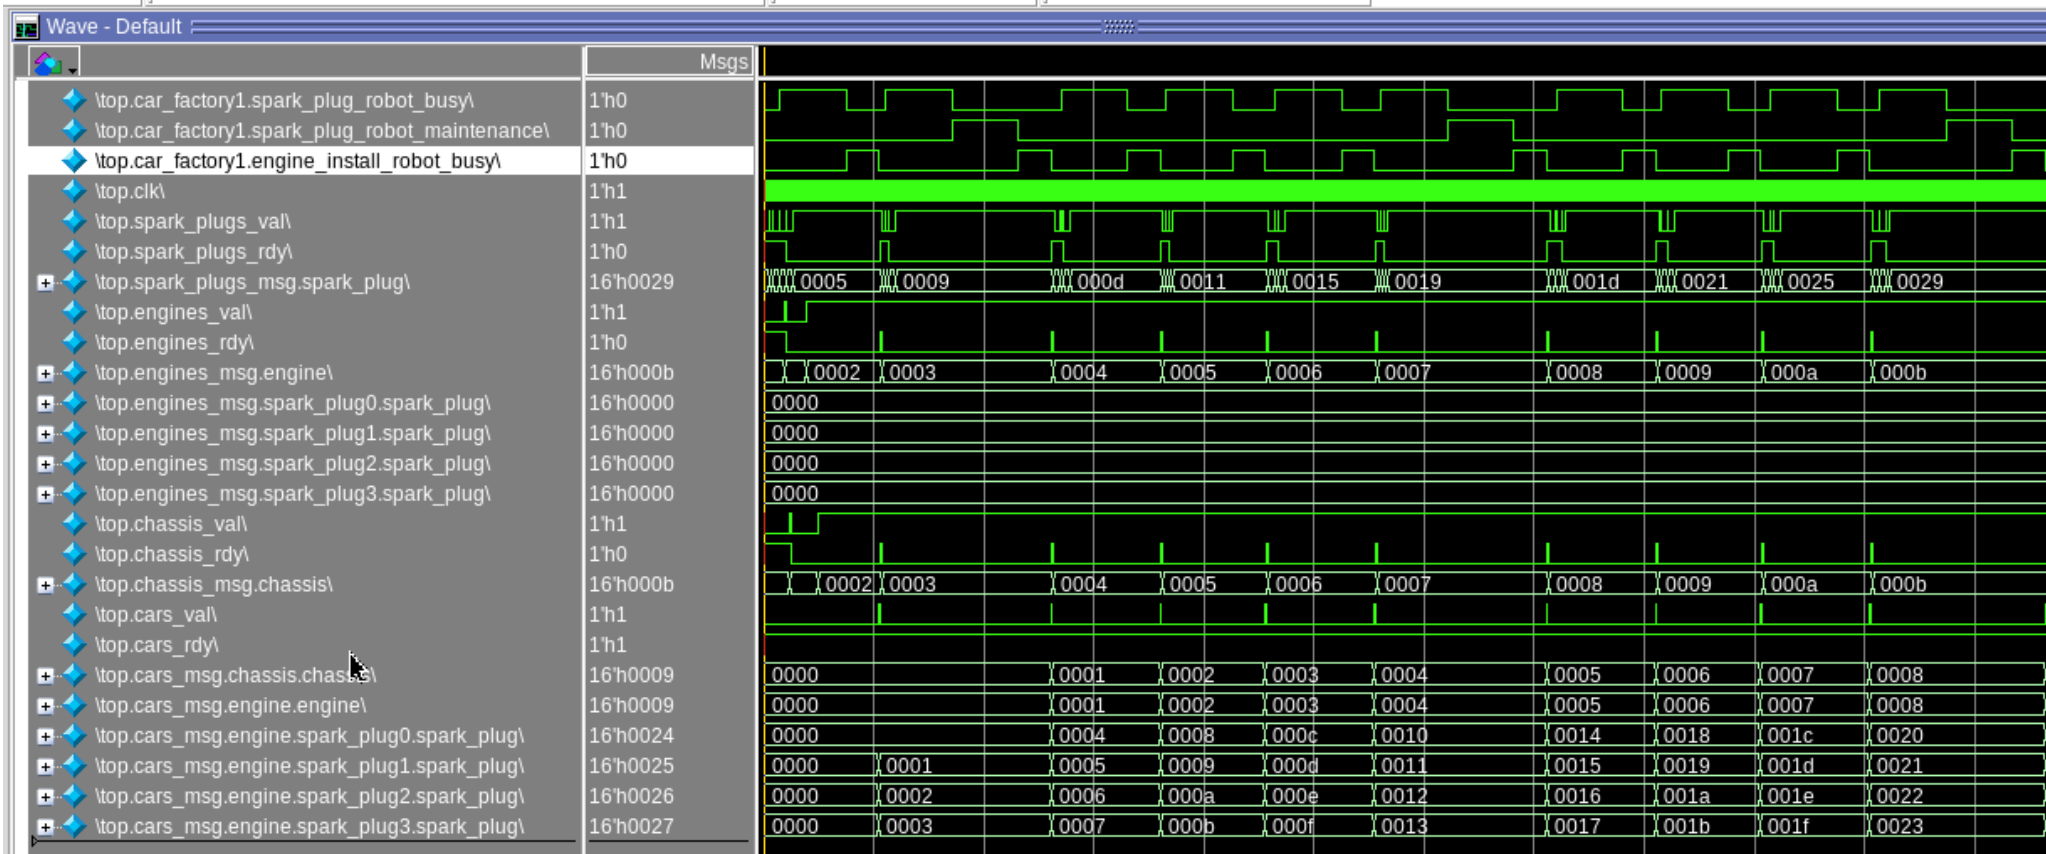 Wave - Default
Msgs
\top.car_factory1.spark_plug_robot_busy\ 1'h0
\top.car_factory1.spark_plug_robot_maintenance\ 1'h0
\top.car_factory1.engine_install_robot_busy\ 1'h0
\top.clk\ 1'h1
\top.spark_plugs_val\ 1'h1
\top.spark_plugs_rdy\ 1'h0
\top.spark_plugs_msg.spark_plug\ 16'h0029 0005 0009 000d 0011 0015 0019 001d 0021 0025 0029
\top.engines_val\ 1'h1
\top.engines_rdy\ 1'h0
\top.engines_msg.engine\ 16'h000b 0002 0003 0004 0005 0006 0007 0008 0009 000a 000b
\top.engines_msg.spark_plug0.spark_plug\ 16'h0000 0000
\top.engines_msg.spark_plug1.spark_plug\ 16'h0000 0000
\top.engines_msg.spark_plug2.spark_plug\ 16'h0000 0000
\top.engines_msg.spark_plug3.spark_plug\ 16'h0000 0000
\top.chassis_val\ 1'h1
\top.chassis_rdy\ 1'h0
\top.chassis_msg.chassis\ 16'h000b 0002 0003 0004 0005 0006 0007 0008 0009 000a 000b
\top.cars_val\ 1'h1
\top.cars_rdy\ 1'h1
\top.cars_msg.chassis.chassis\ 16'h0009 0000 0001 0002 0003 0004 0005 0006 0007 0008
\top.cars_msg.engine.engine\ 16'h0009 0000 0001 0002 0003 0004 0005 0006 0007 0008
\top.cars_msg.engine.spark_plug0.spark_plug\ 16'h0024 0000 0004 0008 000c 0010 0014 0018 001c 0020
\top.cars_msg.engine.spark_plug1.spark_plug\ 16'h0025 0000 0001 0005 0009 000d 0011 0015 0019 001d 0021
\top.cars_msg.engine.spark_plug2.spark_plug\ 16'h0026 0000 0002 0006 000a 000e 0012 0016 001a 001e 0022
\top.cars_msg.engine.spark_plug3.spark_plug\ 16'h0027 0000 0003 0007 000b 000f 0013 0017 001b 001f 0023